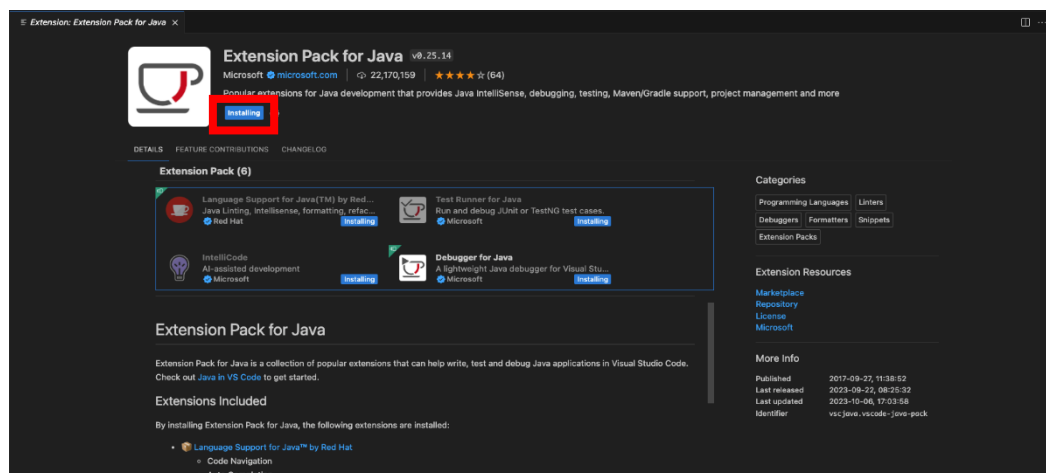 Extension: Extension Pack for Java
Extension Pack for Java v0.25.14
Microsoft microsoft.com 22,170,159 (64)
Popular extensions for Java development that provides Java IntelliSense, debugging, testing, Maven/Gradle support, project management and more
Installing
DETAILS FEATURE CONTRIBUTIONS CHANGELOG
Extension Pack (6)
Language Support for Java(TM) by Red...
Java Linting, Intellisense, formatting, refac...
Red Hat Installing
Test Runner for Java
Run and debug JUnit or TestNG test cases.
Microsoft Installing
IntelliCode
AI-assisted development
Microsoft Installing
Debugger for Java
A lightweight Java debugger for Visual Stu...
Microsoft Installing
Extension Pack for Java
Extension Pack for Java is a collection of popular extensions that can help write, test and debug Java applications in Visual Studio Code.
Check out Java in VS Code to get started.
Extensions Included
By installing Extension Pack for Java, the following extensions are installed:
• Language Support for Java™ by Red Hat
◦ Code Navigation
Categories
Programming Languages Linters
Debuggers Formatters Snippets
Extension Packs
Extension Resources
Marketplace
Repository
License
Microsoft
More Info
Published 2017-09-27, 11:38:52
Last released 2023-09-22, 08:25:32
Last updated 2023-10-06, 17:03:58
Identifier vscjava.vscode-java-pack